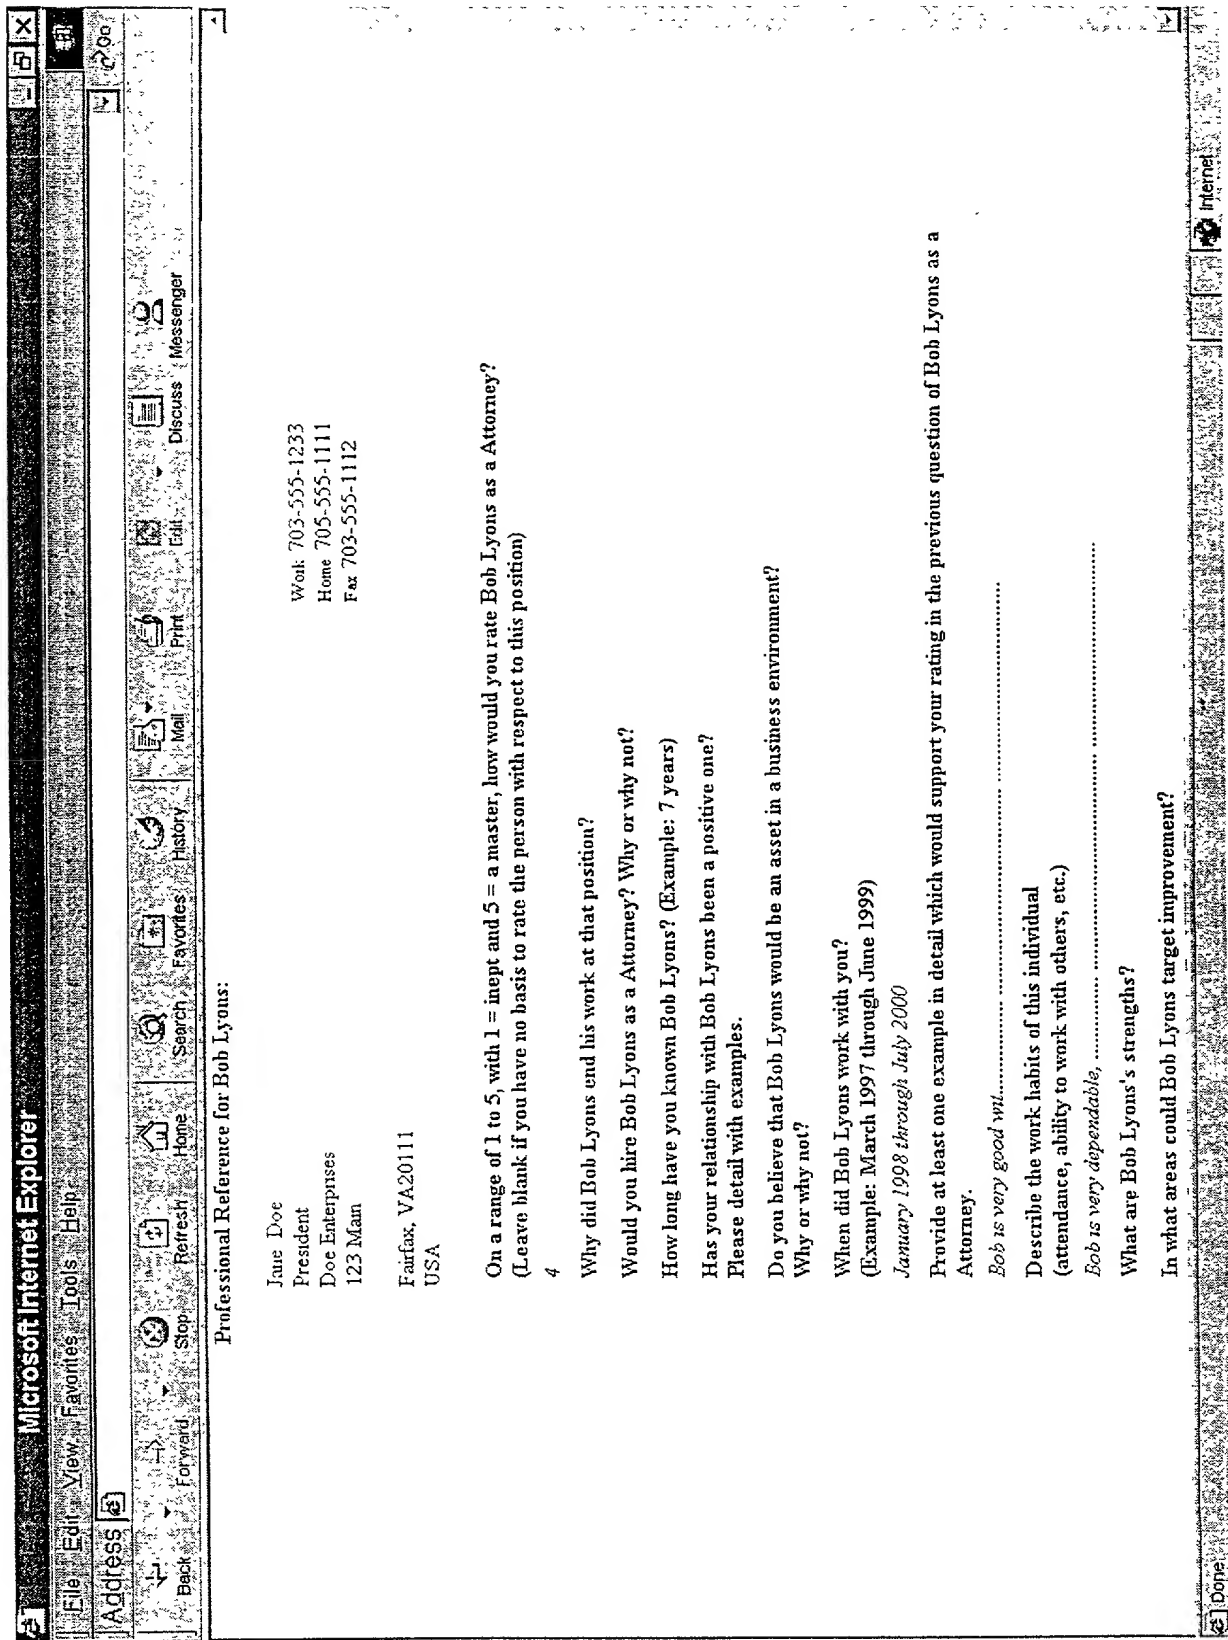 Microsoft Internet Explorer
File Edit View Favorites Tools Help
Address
Go
Back Forward Stop Refresh Home Search Favorites History Mail Print Edit Discuss Messenger
Professional Reference for Bob Lyons:
Jane Doe
President
Doe Enterprises
123 Main
Work 703-555-1233
Home 705-555-1111
Fax 703-555-1112
Fairfax, VA20111
USA
On a range of 1 to 5, with 1 = inept and 5 = a master, how would you rate Bob Lyons as a Attorney?
(Leave blank if you have no basis to rate the person with respect to this position)
4
Why did Bob Lyons end his work at that position?
Would you hire Bob Lyons as a Attorney? Why or why not?
How long have you known Bob Lyons? (Example: 7 years)
Has your relationship with Bob Lyons been a positive one?
Please detail with examples.
Do you believe that Bob Lyons would be an asset in a business environment?
Why or why not?
When did Bob Lyons work with you?
(Example: March 1997 through June 1999)
January 1998 through July 2000
Provide at least one example in detail which would support your rating in the previous question of Bob Lyons as a
Attorney.
Bob is very good wit.................... .................................................. ..................................................
Describe the work habits of this individual
(attendance, ability to work with others, etc.)
Bob is very dependable, .................... .................................................. ..................................................
What are Bob Lyons's strengths?
In what areas could Bob Lyons target improvement?
Done
Internet